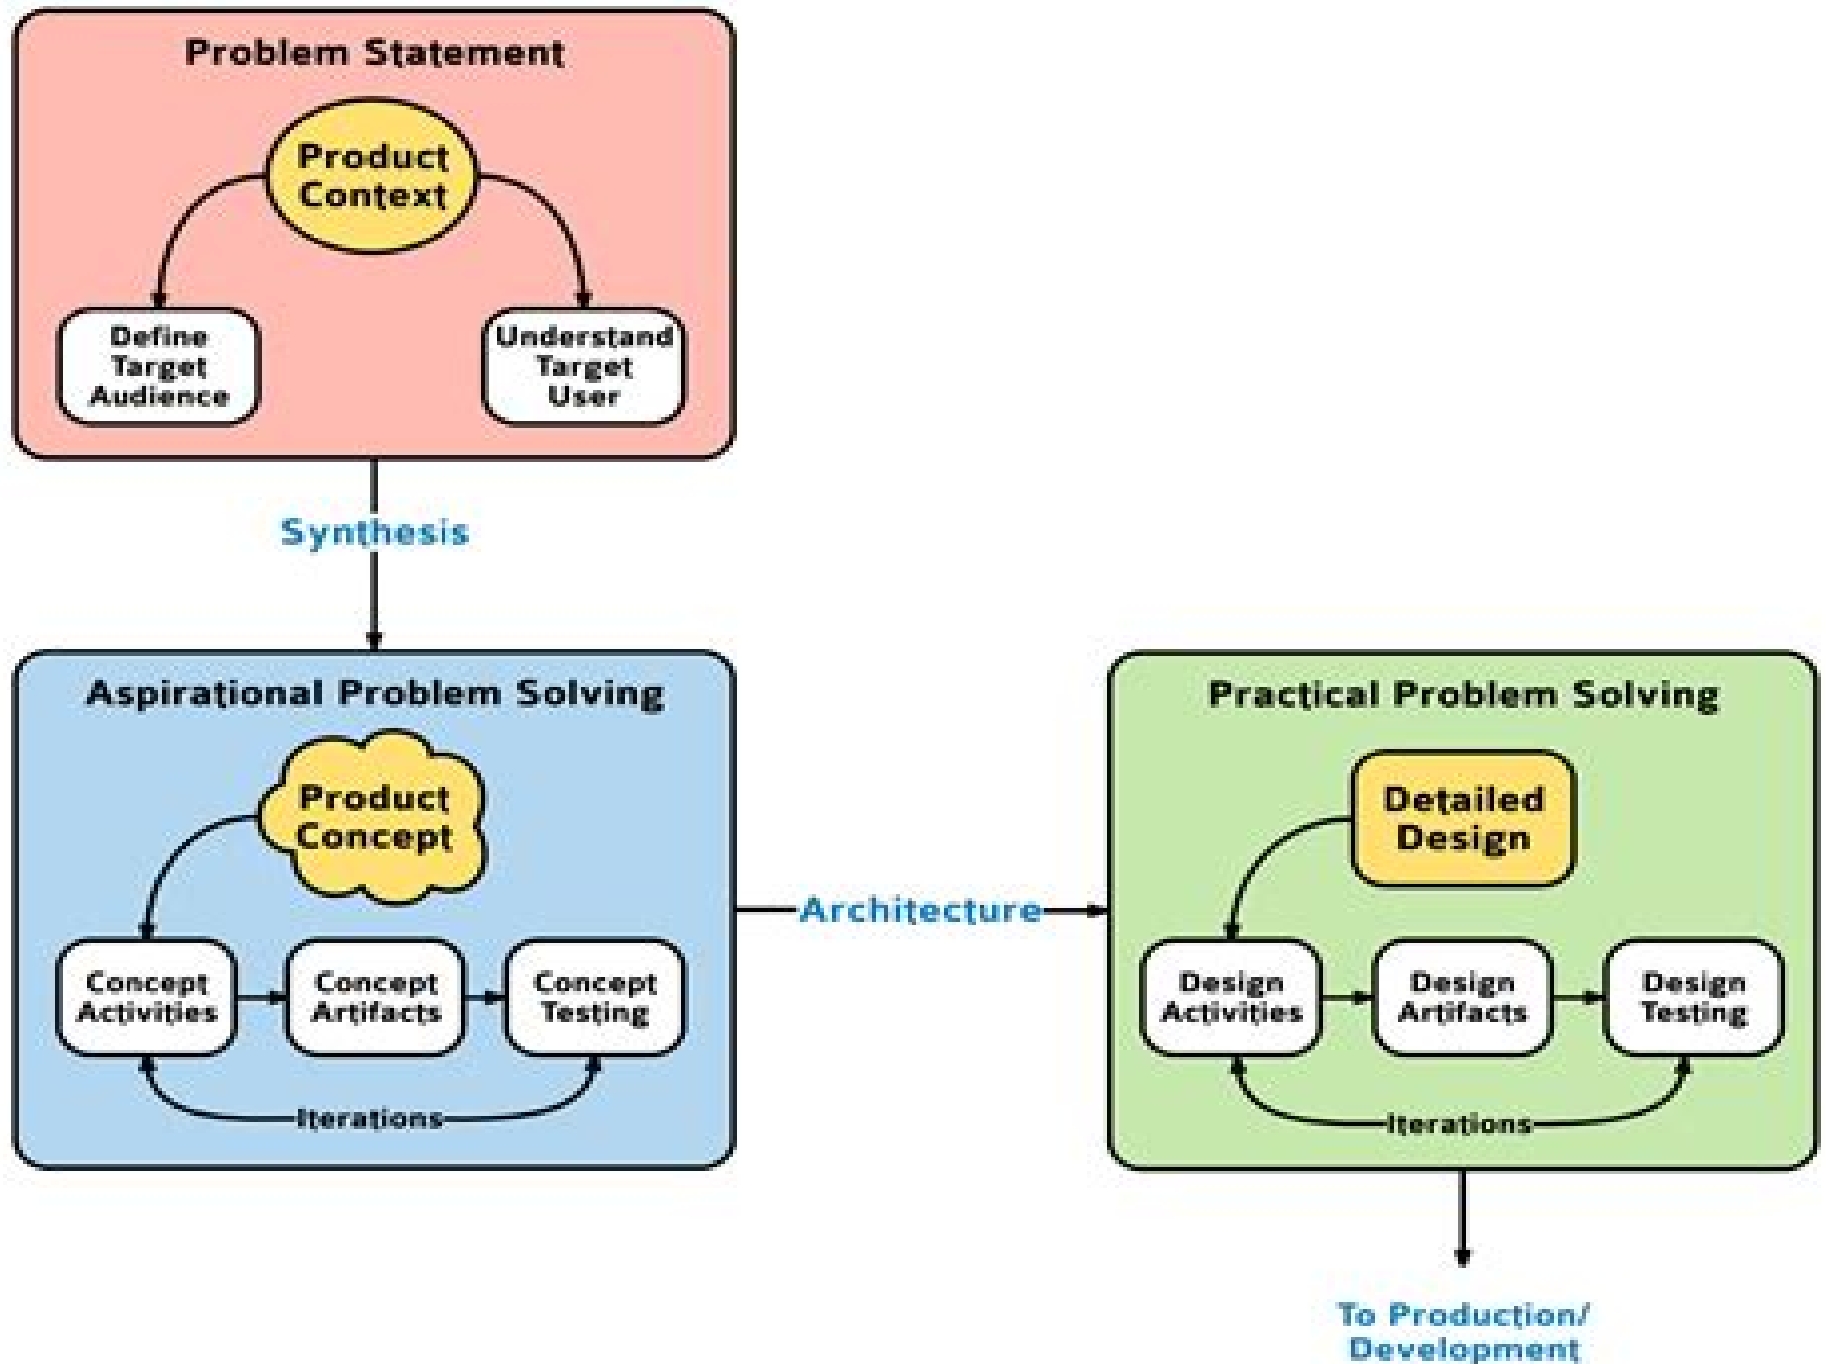 Problem Statement
Product
Context
Define
Target
Audience
Understand
Target
User
Synthesis
Aspirational Problem Solving
Product
Concept
Concept
Activities
Concept
Artifacts
Concept
Testing
Iterations
Architecture
Practical Problem Solving
Detailed
Design
Design
Activities
Design
Artifacts
Design
Testing
Iterations
To Production/
Development